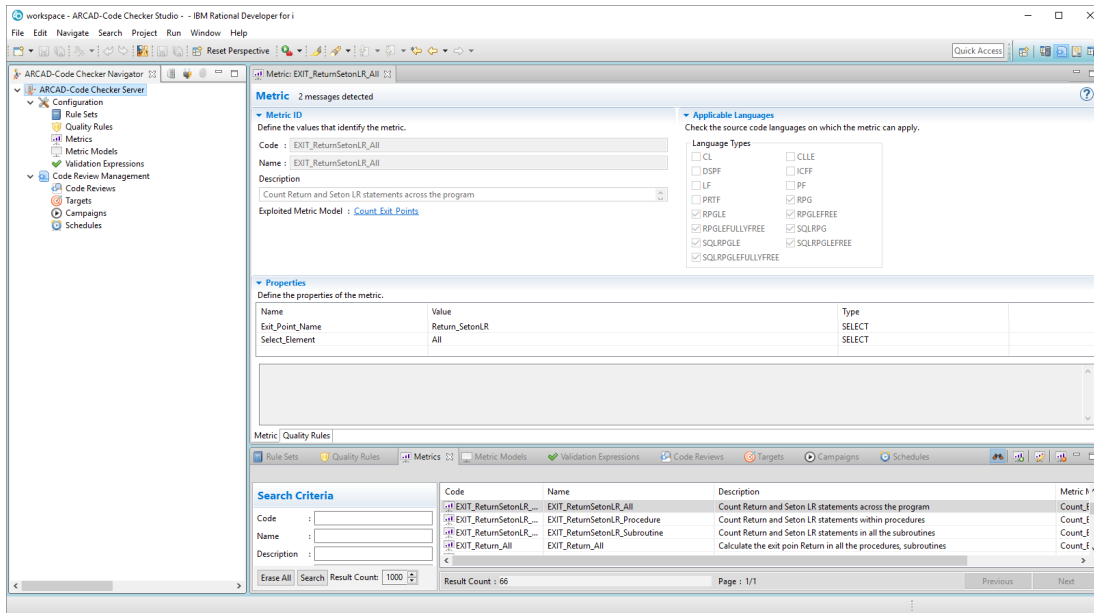 workspace - ARCAD-Code Checker Studio - - IBM Rational Developer for i
File Edit Navigate Search Project Run Window Help
Reset Perspective
Quick Access
ARCAD-Code Checker Navigator
ARCAD-Code Checker Server
Configuration
Rule Sets
Quality Rules
Metrics
Metric Models
Validation Expressions
Code Review Management
Code Reviews
Targets
Campaigns
Schedules
Metric: EXIT_ReturnSetonLR_All
Metric 2 messages detected
Metric ID
Define the values that identify the metric.
Code : EXIT_ReturnSetonLR_All
Name : EXIT_ReturnSetonLR_All
Description
Count Return and Seton LR statements across the program
Exploited Metric Model : Count_Exit_Points
Applicable Languages
Check the source code languages on which the metric can apply.
Language Types
CL CLLE
DSPF ICFF
LF PF
PRTF RPG
RPGLE RPGLEFREE
RPGLEFULLYFREE SQLRPG
SQLRPGLE SQLRPGLEFREE
SQLRPGLEFULLYFREE
Properties
Define the properties of the metric.
Name Value Type
Exit_Point_Name Return_SetonLR SELECT
Select_Element All SELECT
Metric Quality Rules
Rule Sets Quality Rules Metrics Metric Models Validation Expressions Code Reviews Targets Campaigns Schedules
Search Criteria
Code :
Name :
Description :
Erase All Search Result Count: 1000
Code Name Description Metric M
EXIT_ReturnSetonLR_... EXIT_ReturnSetonLR_All Count Return and Seton LR statements across the program Count_E
EXIT_ReturnSetonLR_... EXIT_ReturnSetonLR_Procedure Count Return and Seton LR statements within procedures Count_E
EXIT_ReturnSetonLR_... EXIT_ReturnSetonLR_Subroutine Count Return and Seton LR statements in all the subroutines Count_E
EXIT_Return_All EXIT_Return_All Calculate the exit poin Return in all the procedures, subroutines Count_E
Result Count : 66 Page : 1/1 Previous Next